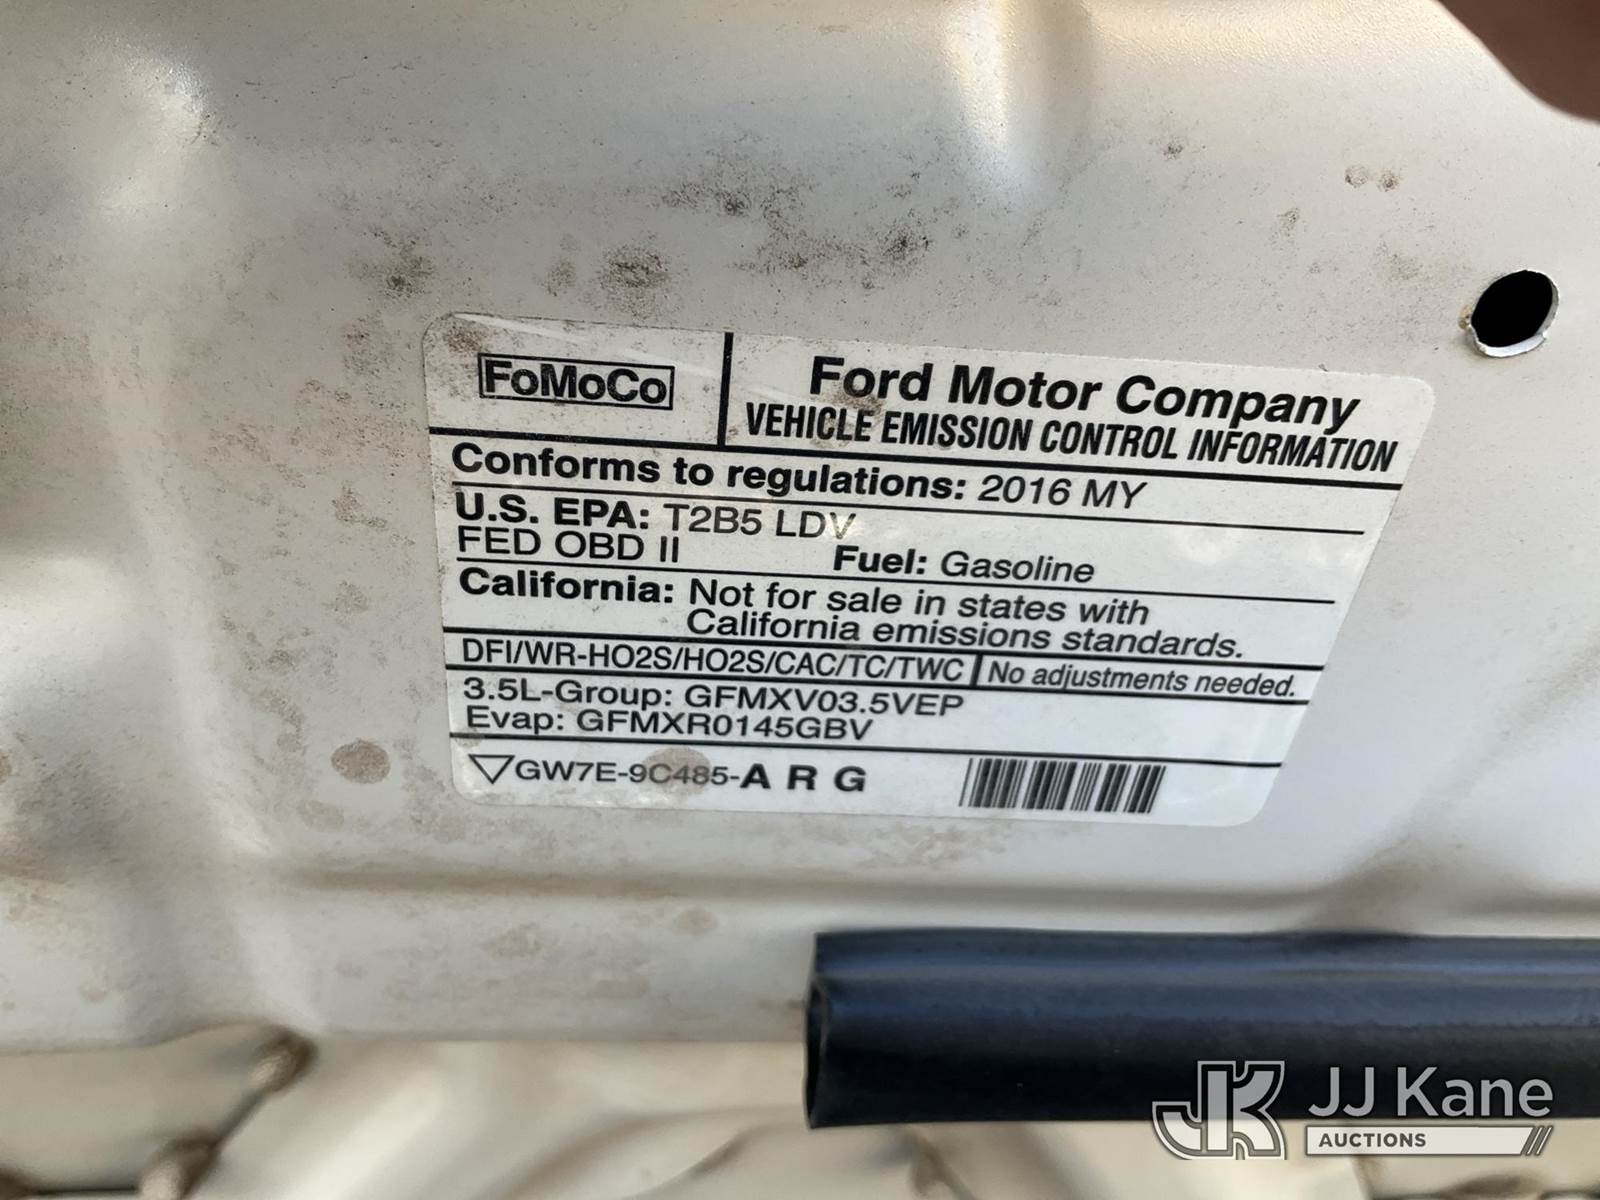 FoMoCo
Ford Motor Company
VEHICLE EMISSION CONTROL INFORMATION
Conforms to regulations: 2016 MY
U.S. EPA: T2B5 LDV
FED OBD II Fuel: Gasoline
California: Not for sale in states with
California emissions standards.
DFI/WR-HO2S/HO2S/CAC/TC/TWC No adjustments needed.
3.5L-Group: GFMXV03.5VEP
Evap: GFMXR0145GBV
GW7E-9C485-A R G
JK JJ Kane
AUCTIONS